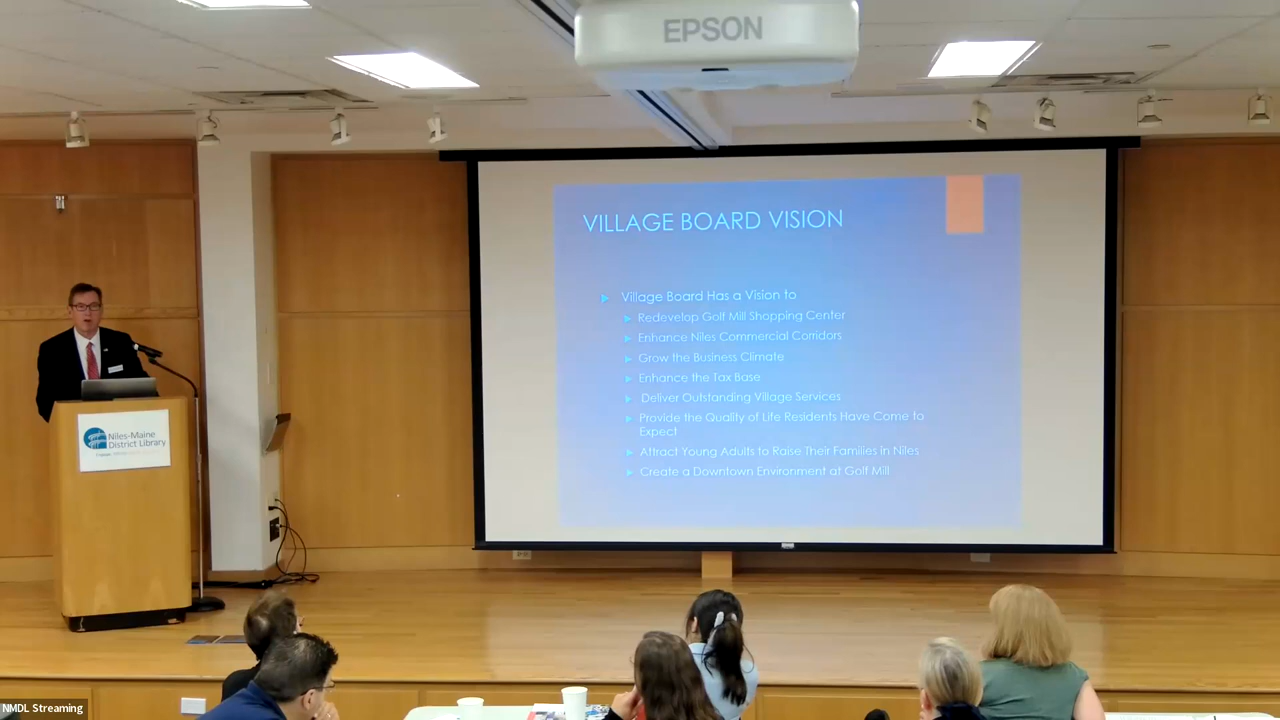 EPSON
VILLAGE BOARD VISION
Village Board Has a Vision to
Redevelop Golf Mill Shopping Center
Enhance Niles Commercial Corridors
Grow the Business Climate
Enhance the Tax Base
Deliver Outstanding Village Services
Provide the Quality of Life Residents Have Come to
Expect
Attract Young Adults to Raise Their Families in Niles
Create a Downtown Environment at Golf Mill
Niles-Maine
District Library
NMDL Streaming